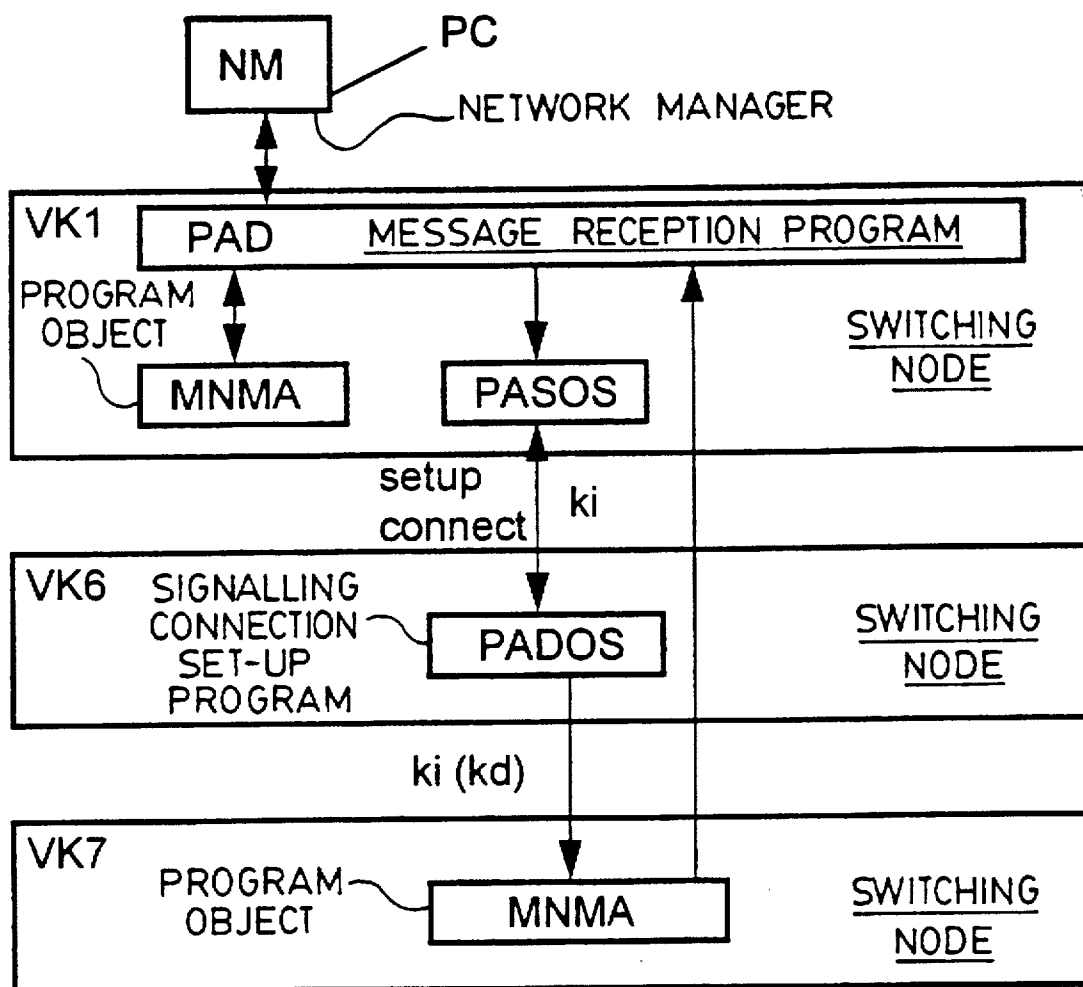 NM
PC
NETWORK MANAGER
VK1
PAD
MESSAGE RECEPTION PROGRAM
PROGRAM
OBJECT
MNMA
PASOS
SWITCHING
NODE
setup
connect
ki
VK6
SIGNALLING
CONNECTION
SET-UP
PROGRAM
PADOS
SWITCHING
NODE
ki (kd)
VK7
PROGRAM
OBJECT
MNMA
SWITCHING
NODE